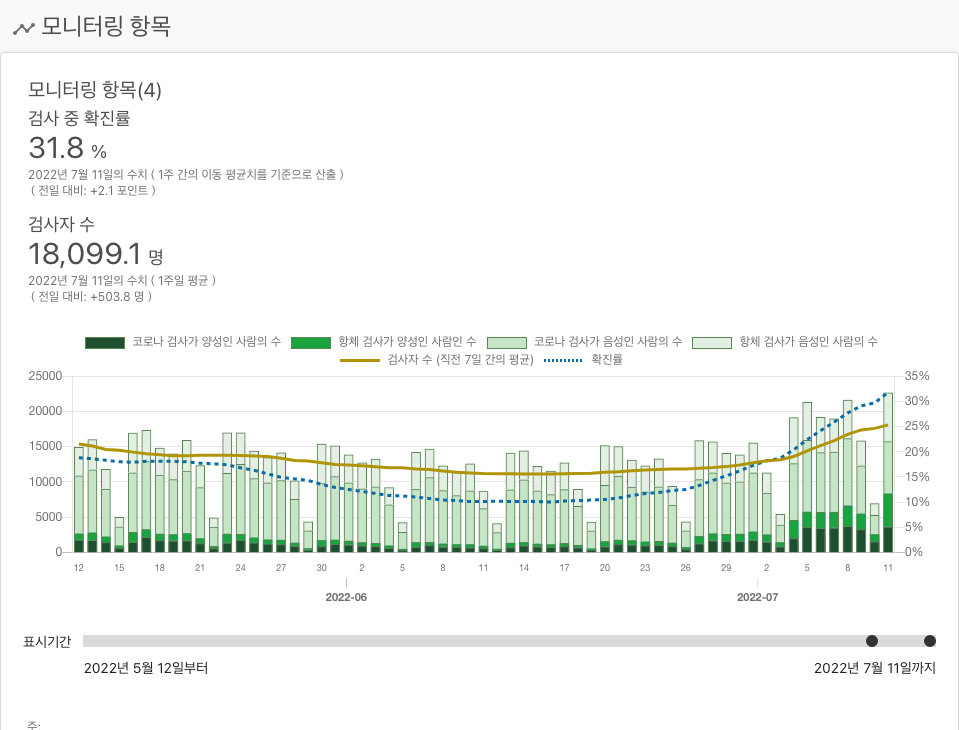 모니터링 항목
모니터링 항목(4)
검사 중 확진률
31.8 %
2022년 7월 11일의 수치 ( 1주 간의 이동 평균치를 기준으로 산출 )
( 전일 대비: +2.1 포인트 )
검사자 수
18,099.1 명
2022년 7월 11일의 수치 ( 1주일 평균 )
( 전일 대비: +503.8 명 )
코로나 검사가 양성인 사람의 수 항체 검사가 양성인 사람인 수 코로나 검사가 음성인 사람의 수 항체 검사가 음성인 사람의 수
검사자 수 (직전 7일 간의 평균) 확진률
25000 35%
20000 30%
15000 25%
10000 20%
5000 15%
0 10%
5%
0%
12 15 18 21 24 27 30 2 5 8 11 14 17 20 23 26 29 2 5 8 11
2022-06 2022-07
표시기간
2022년 5월 12일부터 2022년 7월 11일까지
주: